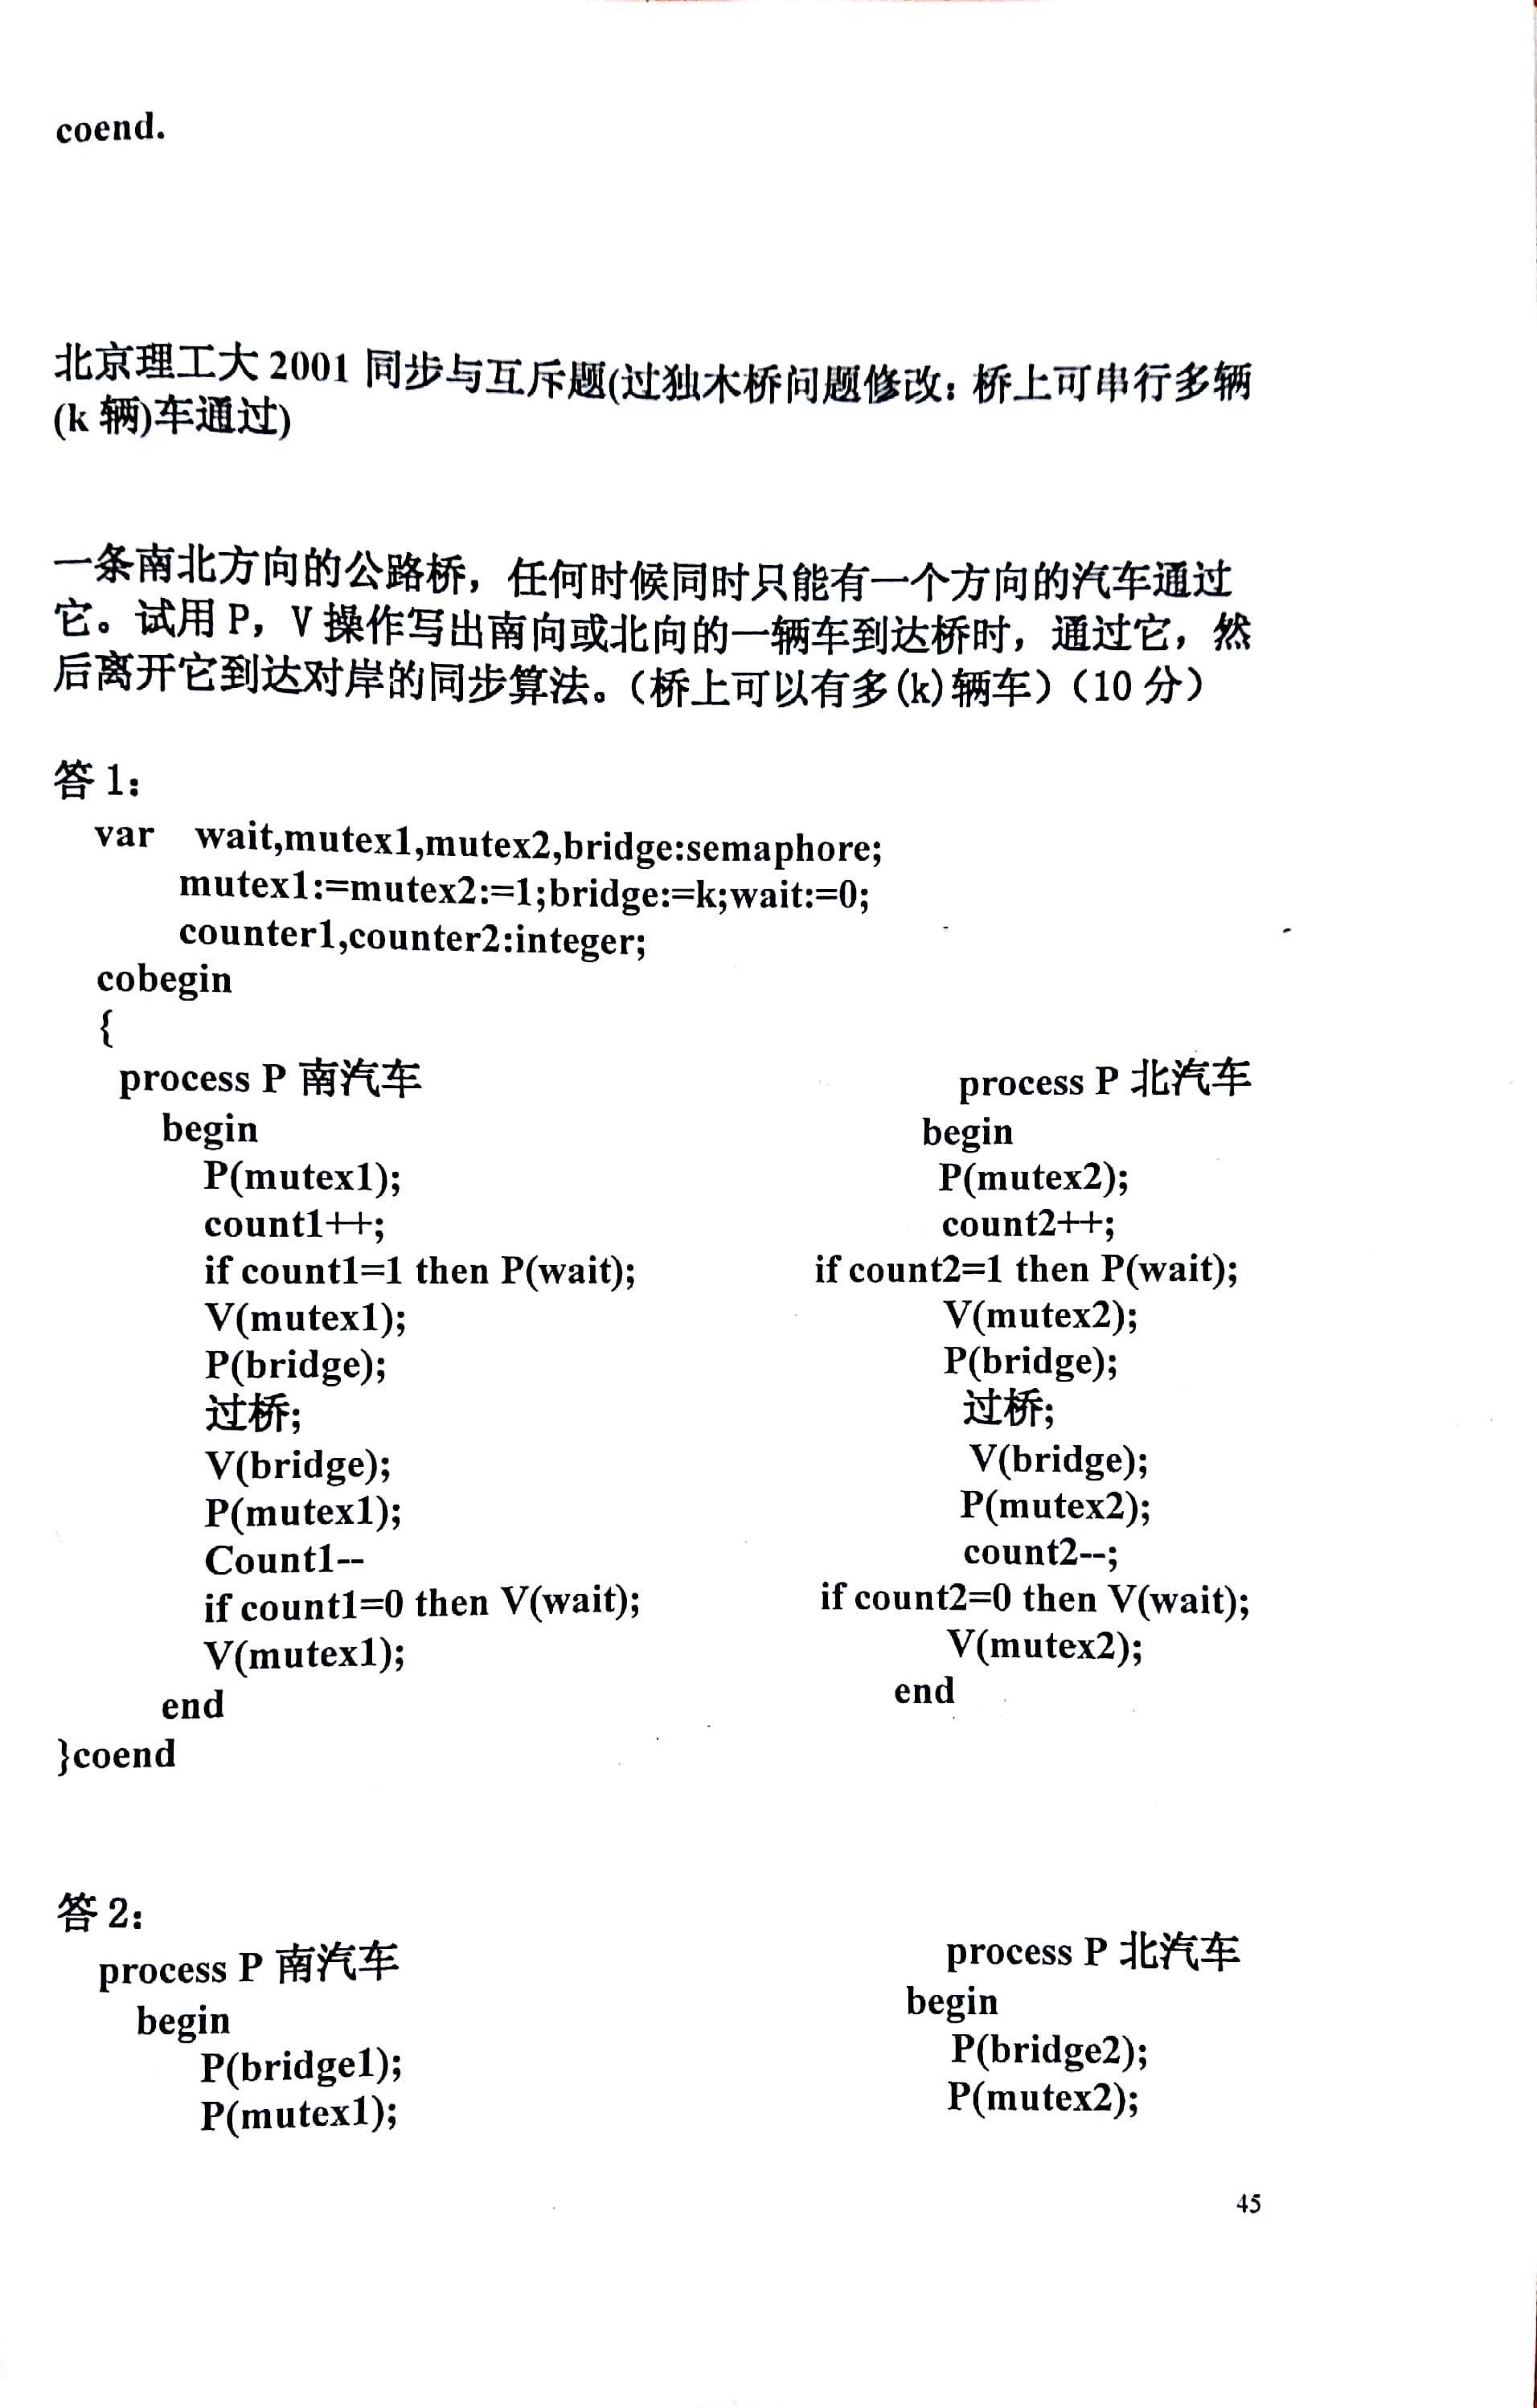 coend.
北京理工大 2001 同步与互斥题(过独木桥问题修改: 桥上可串行多辆
(k 辆)车通过)
一条南北方向的公路桥，任何时候同时只能有一个方向的汽车通过
它。试用 P，V 操作写出南向或北向的一辆车到达桥时，通过它，然
后离开它到达对岸的同步算法。（桥上可以有多(k)辆车）（10 分）
答 1:
var wait,mutex1,mutex2,bridge:semaphore;
mutex1:=mutex2:=1;bridge:=k;wait:=0;
counter1,counter2:integer;
cobegin
{
process P 南汽车
begin
P(mutex1);
count1++;
if count1=1 then P(wait);
V(mutex1);
P(bridge);
过桥;
V(bridge);
P(mutex1);
Count1--
if count1=0 then V(wait);
V(mutex1);
end
process P 北汽车
begin
P(mutex2);
count2++;
if count2=1 then P(wait);
V(mutex2);
P(bridge);
过桥;
V(bridge);
P(mutex2);
count2--;
if count2=0 then V(wait);
V(mutex2);
end
}coend
答 2:
process P 南汽车
begin
P(bridge1);
P(mutex1);
process P 北汽车
begin
P(bridge2);
P(mutex2);
45